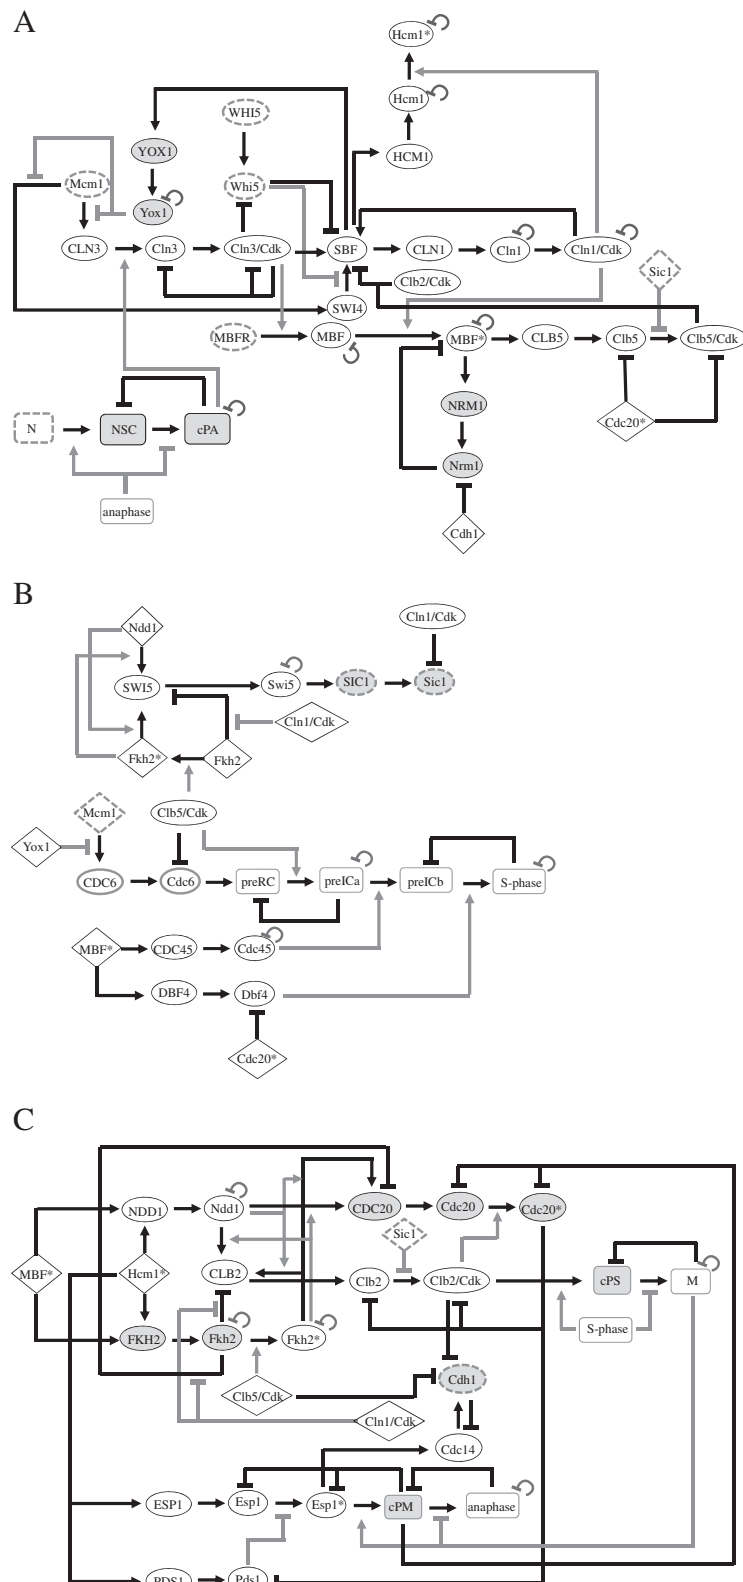 A
Hcm1*
Hcm1
WHI5
YOX1
HCM1
Mcm1
Whi5
Yox1
CLN3
Cln3
Cln3/Cdk
SBF
CLN1
Cln1
Cln1/Cdk
Clb2/Cdk
Sic1
SWI4
MBFR
MBF
MBF*
CLB5
Clb5
Clb5/Cdk
NRM1
Cdc20*
N
NSC
cPA
Nrm1
anaphase
Cdh1
B
Ndd1
Cln1/Cdk
SWI5
Swi5
SIC1
Sic1
Cln1/Cdk
Fkh2*
Fkh2
Mcm1
Clb5/Cdk
Yox1
CDC6
Cdc6
preRC
preICa
preICb
S-phase
MBF*
CDC45
Cdc45
DBF4
Dbf4
Cdc20*
C
NDD1
Ndd1
CDC20
Cdc20
Cdc20*
Sic1
MBF*
Hcm1*
CLB2
Clb2
Clb2/Cdk
cPS
M
FKH2
Fkh2
Fkh2*
S-phase
Cdh1
Clb5/Cdk
Cln1/Cdk
Cdc14
ESP1
Esp1
Esp1*
cPM
anaphase
PDS1
Pds1